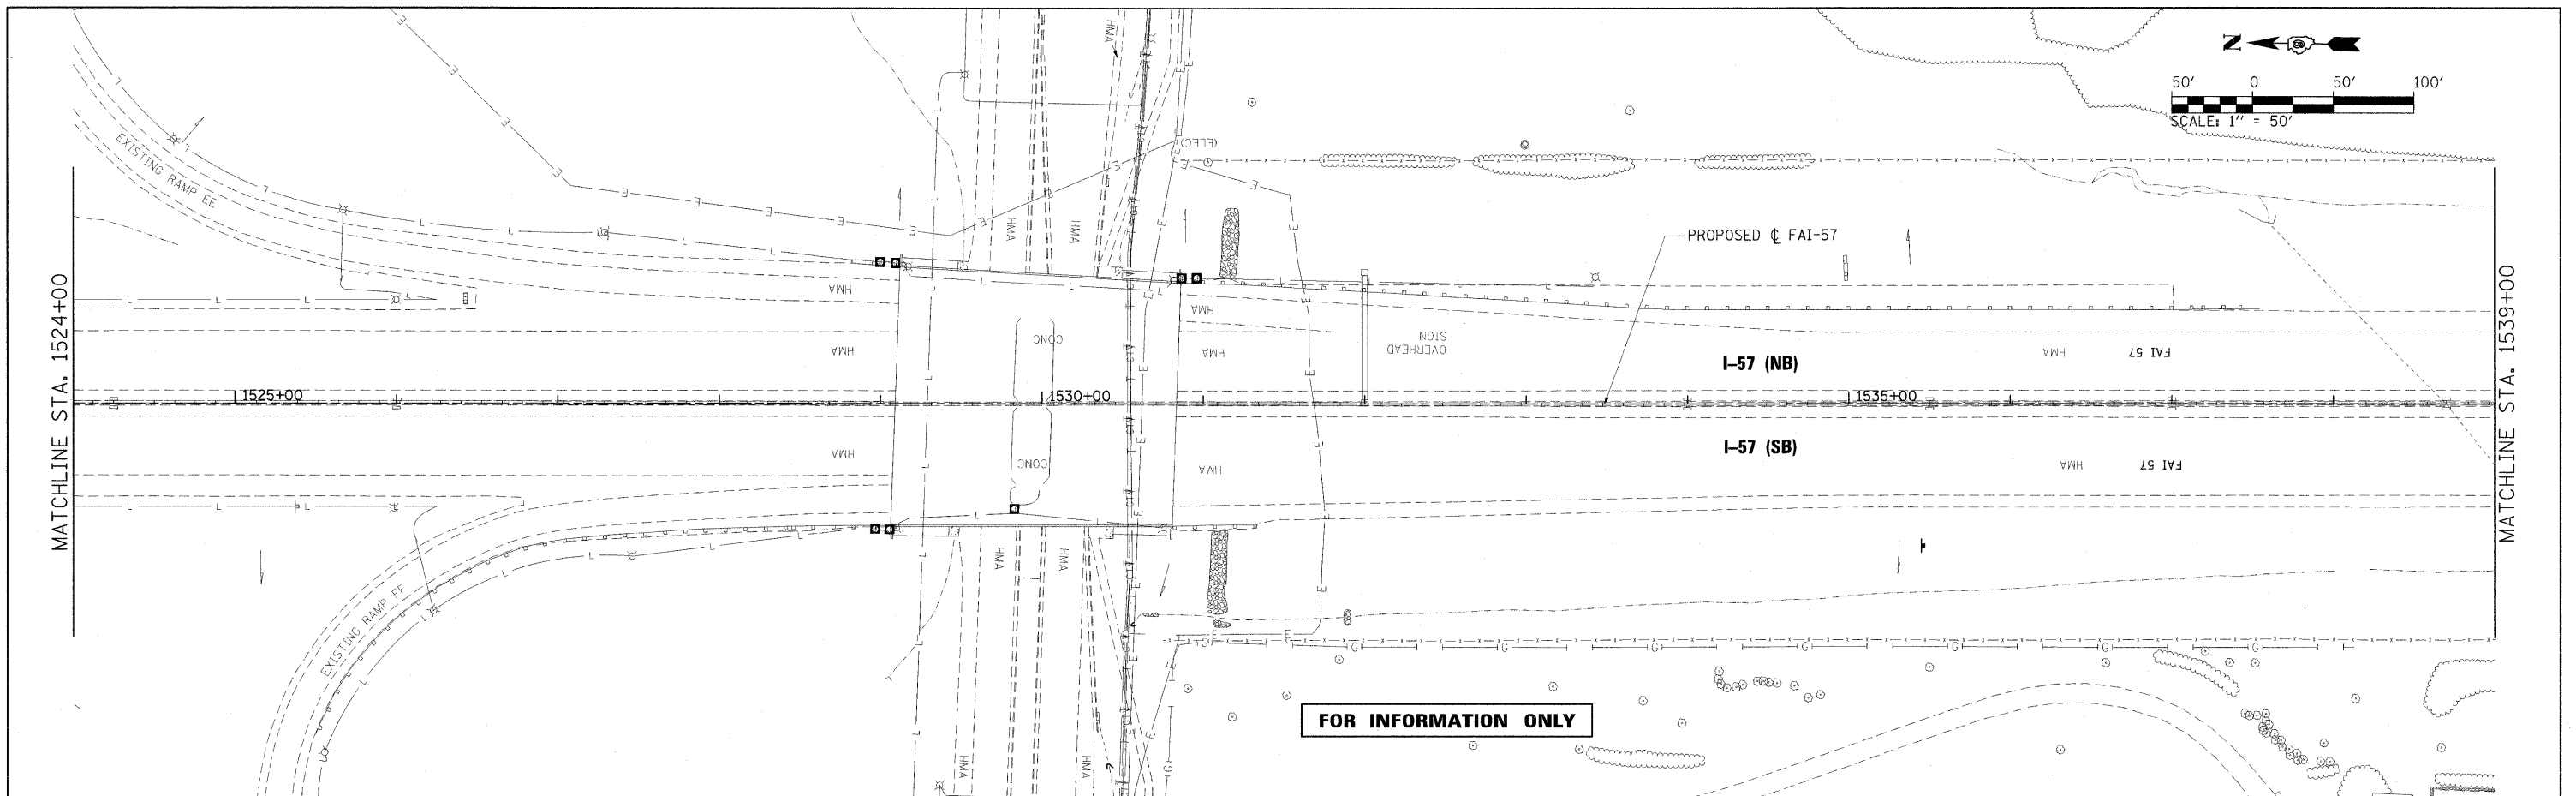 HMA
N
50' 0 50' 100'
SCALE: 1" = 50'
EXISTING RAMP EE
(ELEC)
HMA
HMA
PROPOSED ℄ FAI-57
MATCHLINE STA. 1524+00
MATCHLINE STA. 1539+00
HMA
HMA
CONC
OVERHEAD
SIGN
HMA
HMA
I-57 (NB)
HMA
FAI 57
1525+00
1530+00
1535+00
HMA
CONC
HMA
I-57 (SB)
HMA
FAI 57
HMA
HMA
EXISTING RAMP FF
FOR INFORMATION ONLY
HMA
HMA